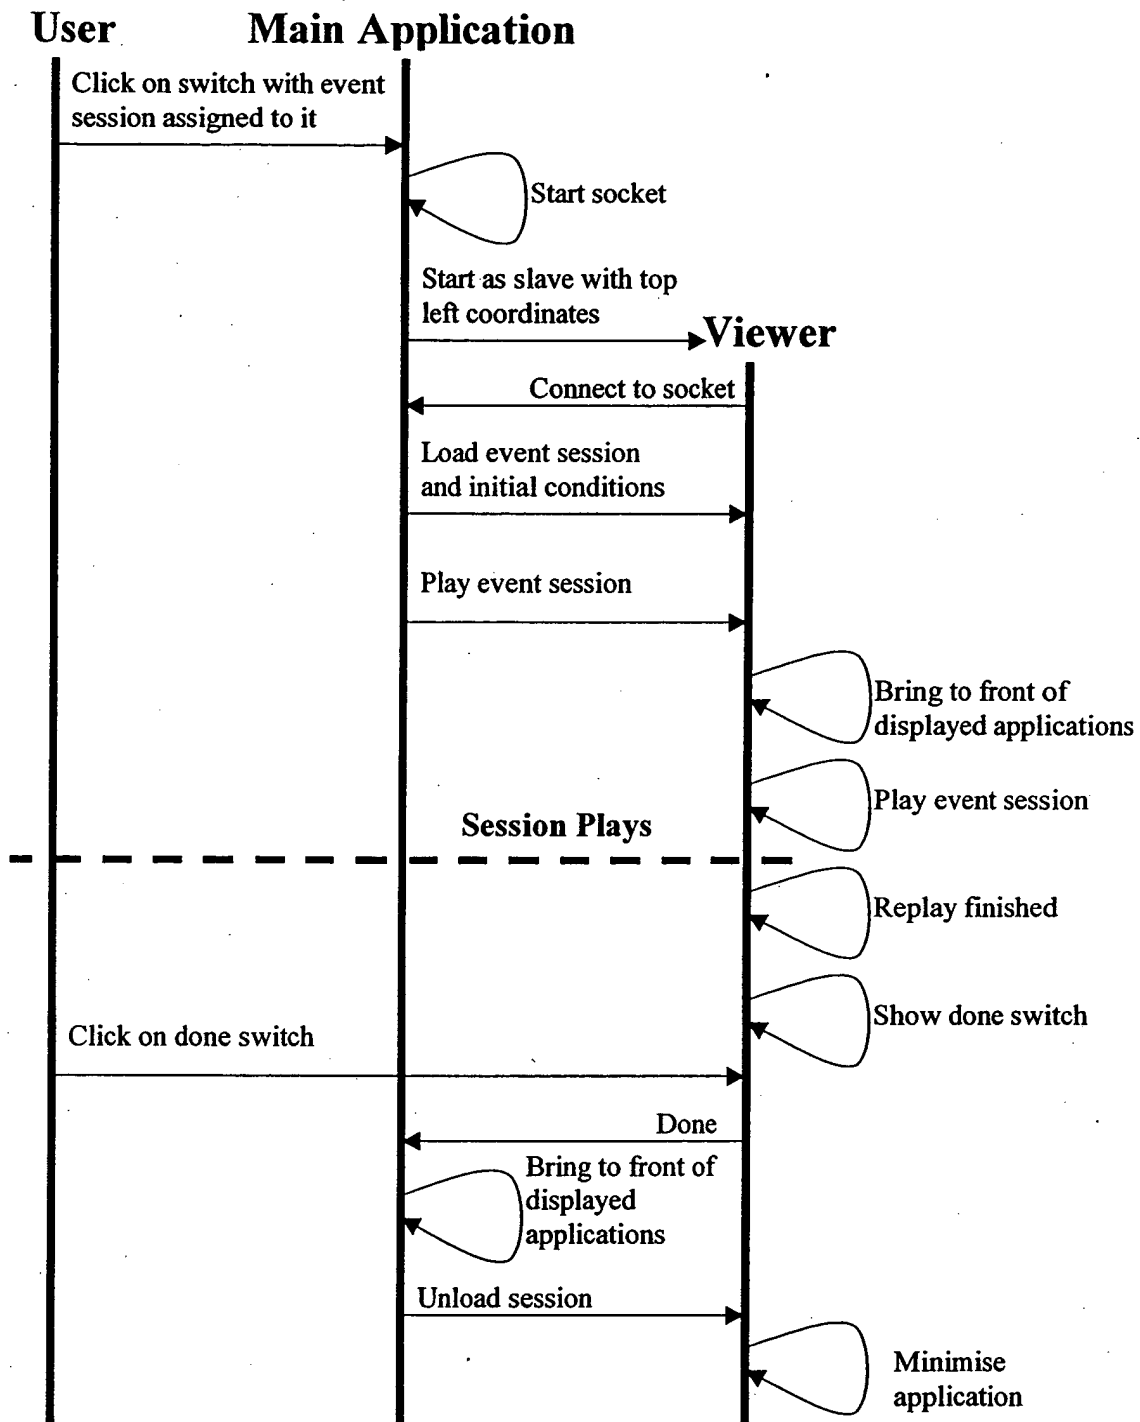 User
Main Application
Click on switch with event
session assigned to it
Start socket
Start as slave with top
left coordinates
Viewer
Connect to socket
Load event session
and initial conditions
Play event session
Bring to front of
displayed applications
Play event session
Session Plays
Replay finished
Show done switch
Click on done switch
Done
Bring to front of
displayed
applications
Unload session
Minimise
application